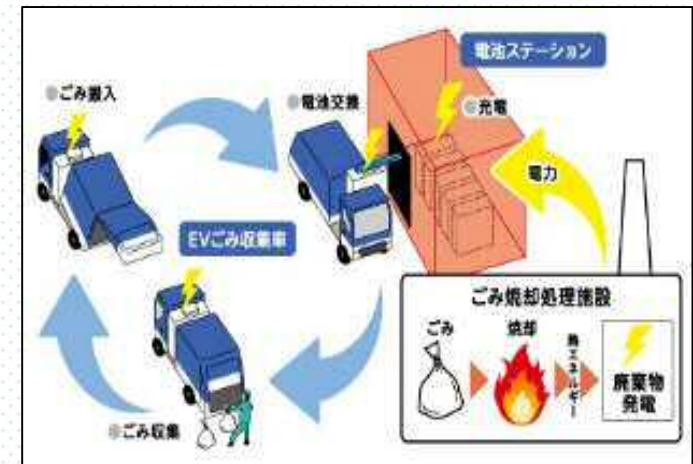 電池ステーション
●ごみ搬入
●電池交換
●充電
電力
EVごみ収集車
ごみ焼却処理施設
ごみ
焼却
熱エネルギー
廃棄物
発電
●ごみ収集